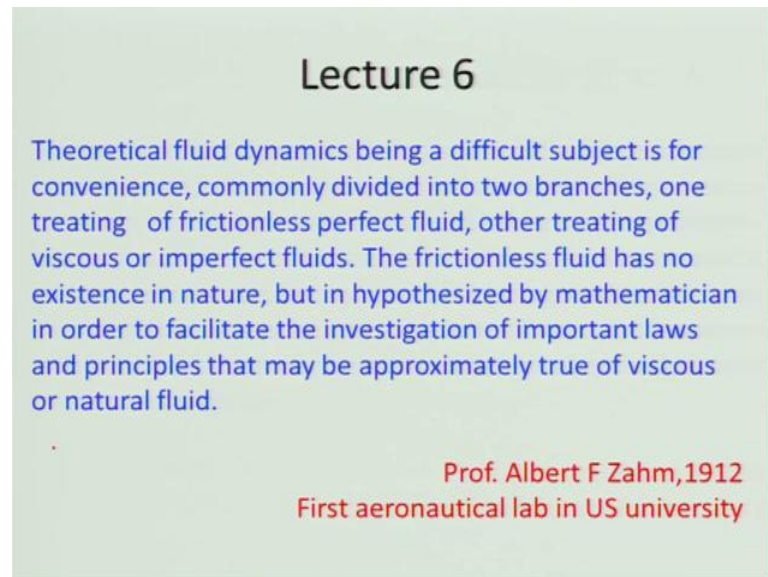 Lecture 6
Theoretical fluid dynamics being a difficult subject is for
convenience, commonly divided into two branches, one
treating of frictionless perfect fluid, other treating of
viscous or imperfect fluids. The frictionless fluid has no
existence in nature, but in hypothesized by mathematician
in order to facilitate the investigation of important laws
and principles that may be approximately true of viscous
or natural fluid.
Prof. Albert F Zahm,1912
First aeronautical lab in US university